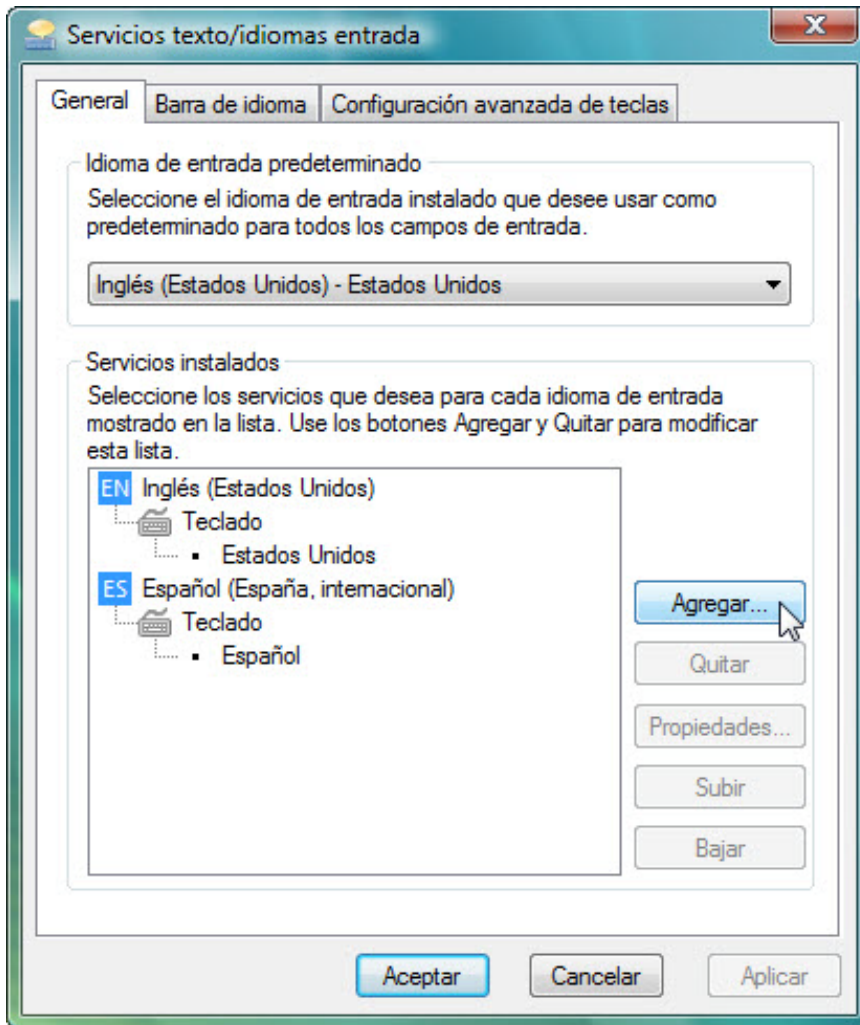 Servicios texto/idiomas entrada
General
Barra de idioma
Configuración avanzada de teclas
Idioma de entrada predeterminado
Seleccione el idioma de entrada instalado que desee usar como
predeterminado para todos los campos de entrada.
Inglés (Estados Unidos) - Estados Unidos
Servicios instalados
Seleccione los servicios que desea para cada idioma de entrada
mostrado en la lista. Use los botones Agregar y Quitar para modificar
esta lista.
EN Inglés (Estados Unidos)
Teclado
Estados Unidos
ES Español (España, internacional)
Teclado
Español
Agregar...
Quitar
Propiedades...
Subir
Bajar
Aceptar
Cancelar
Aplicar